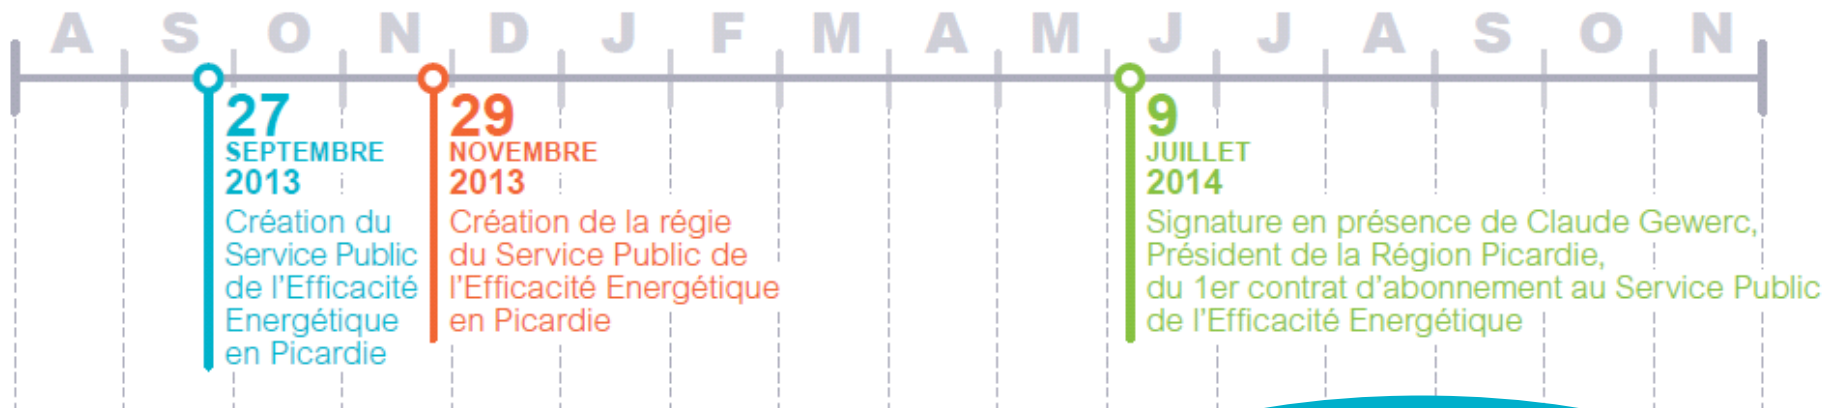 A S O N D J F M A M J J A S O N
27
SEPTEMBRE
2013
Création du
Service Public
de l'Efficacité
Energétique
en Picardie
29
NOVEMBRE
2013
Création de la régie
du Service Public de
l'Efficacité Energétique
en Picardie
9
JUILLET
2014
Signature en présence de Claude Gewerc,
Président de la Région Picardie,
du 1er contrat d'abonnement au Service Public
de l'Efficacité Energétique